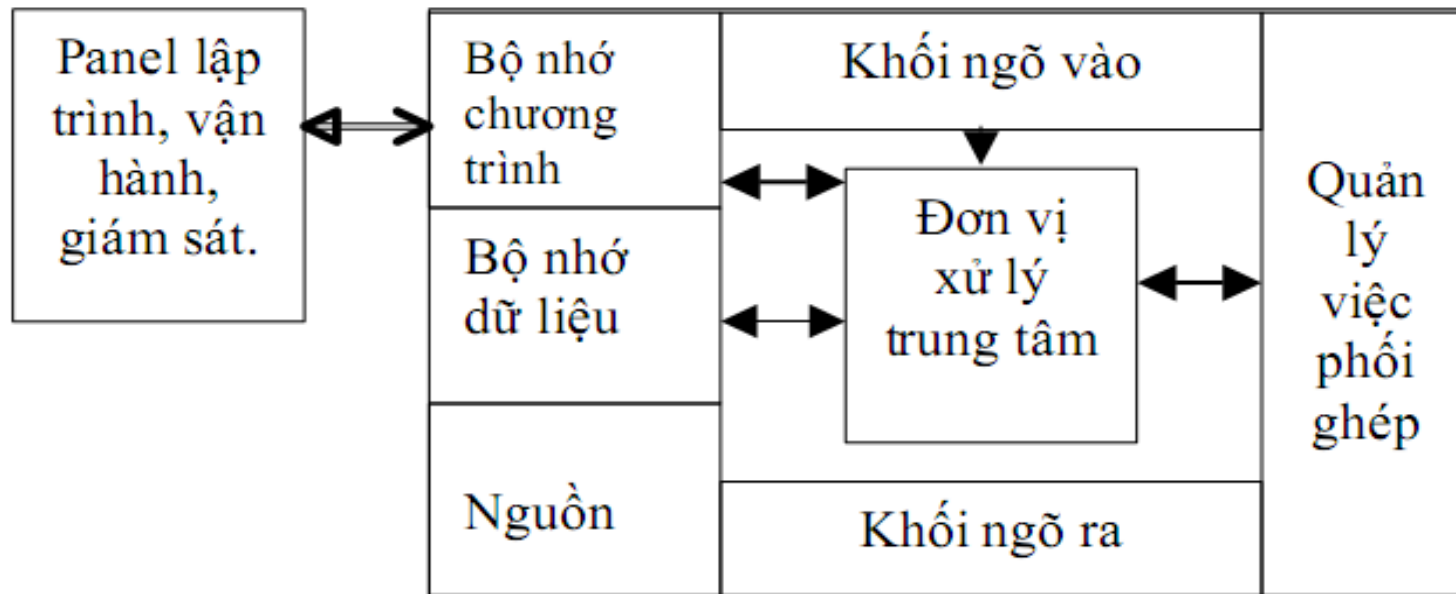 Panel lập
trình, vận
hành,
giám sát.
Bộ nhớ
chương
trình
Bộ nhớ
dữ liệu
Nguồn
Khối ngõ vào
Đơn vị
xử lý
trung tâm
Khối ngõ ra
Quản
lý
việc
phối
ghép